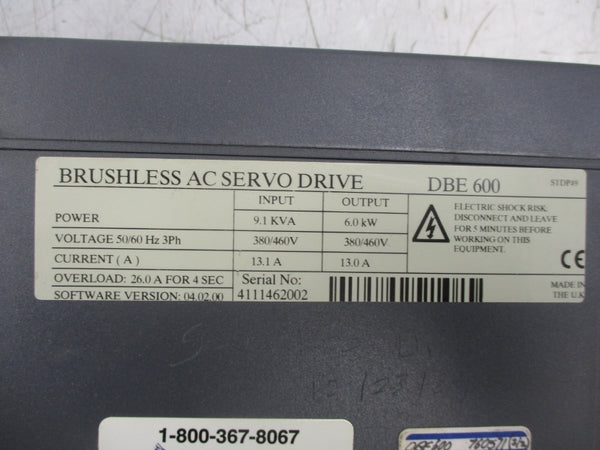 BRUSHLESS AC SERVO DRIVE DBE 600 STDP49
INPUT OUTPUT
POWER 9.1 KVA 6.0 kW
VOLTAGE 50/60 Hz 3Ph 380/460V 380/460V
CURRENT ( A ) 13.1 A 13.0 A
OVERLOAD: 26.0 A FOR 4 SEC
SOFTWARE VERSION: 04.02.00
Serial No:
4111462002
ELECTRIC SHOCK RISK
DISCONNECT AND LEAVE
FOR 5 MINUTES BEFORE
WORKING ON THIS
EQUIPMENT.
CE
MADE IN
THE U.K
1-800-367-8067
DBE600 760571